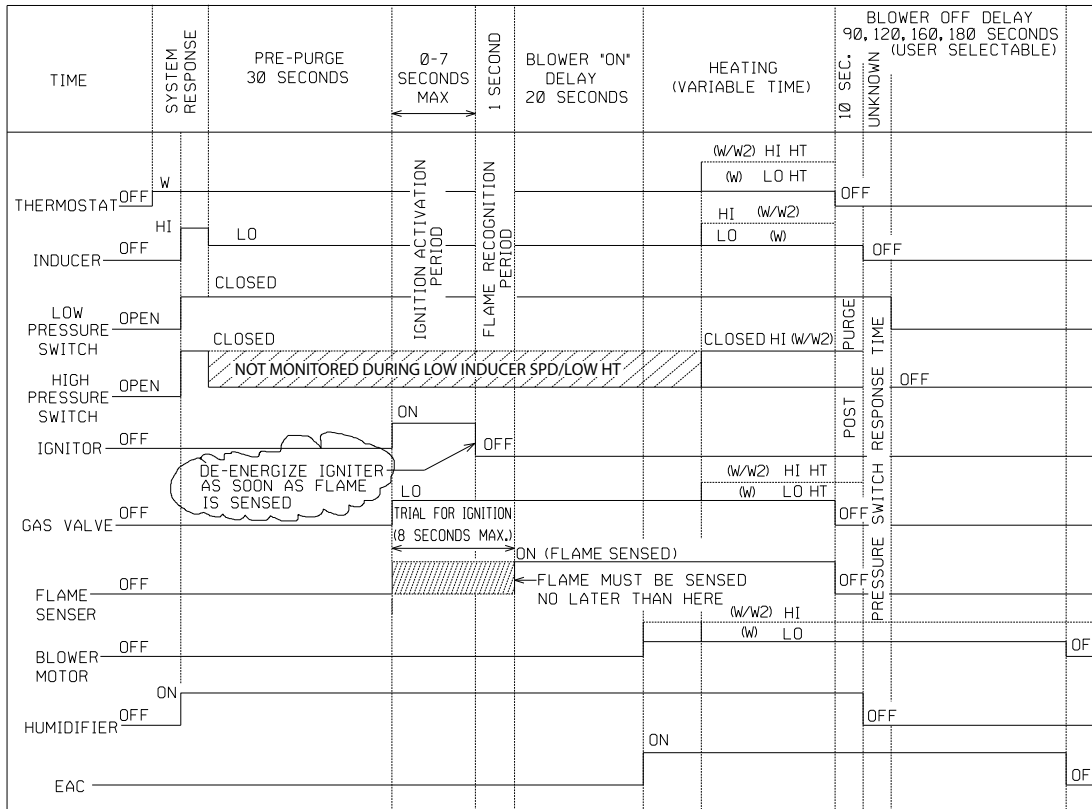 TIME
SYSTEM
RESPONSE
PRE-PURGE
30 SECONDS
Ø-7
SECONDS
MAX
1 SECOND
BLOWER "ON"
DELAY
20 SECONDS
HEATING
(VARIABLE TIME)
10 SEC.
UNKNOWN
BLOWER OFF DELAY
90,120,160,180 SECONDS
(USER SELECTABLE)
THERMOSTAT
OFF
W
(W/W2) HI HT
(W) LO HT
OFF
INDUCER
OFF
HI
LO
HI (W/W2)
LO (W)
OFF
IGNITION ACTIVATION
PERIOD
FLAME RECOGNITION
PERIOD
LOW
PRESSURE
SWITCH
OPEN
CLOSED
HIGH
PRESSURE
SWITCH
OPEN
CLOSED
NOT MONITORED DURING LOW INDUCER SPD/LOW HT
CLOSED HI (W/W2)
OFF
POST PURGE
PRESSURE SWITCH RESPONSE TIME
IGNITOR
OFF
ON
OFF
DE-ENERGIZE IGNITER
AS SOON AS FLAME
IS SENSED
GAS VALVE
OFF
LO
(W/W2) HI HT
(W) LO HT
OFF
TRIAL FOR IGNITION
(8 SECONDS MAX.)
FLAME
SENSER
OFF
ON (FLAME SENSED)
FLAME MUST BE SENSED
NO LATER THAN HERE
OFF
BLOWER
MOTOR
OFF
(W/W2) HI
(W) LO
OF
HUMIDIFIER
OFF
ON
OFF
EAC
ON
OF